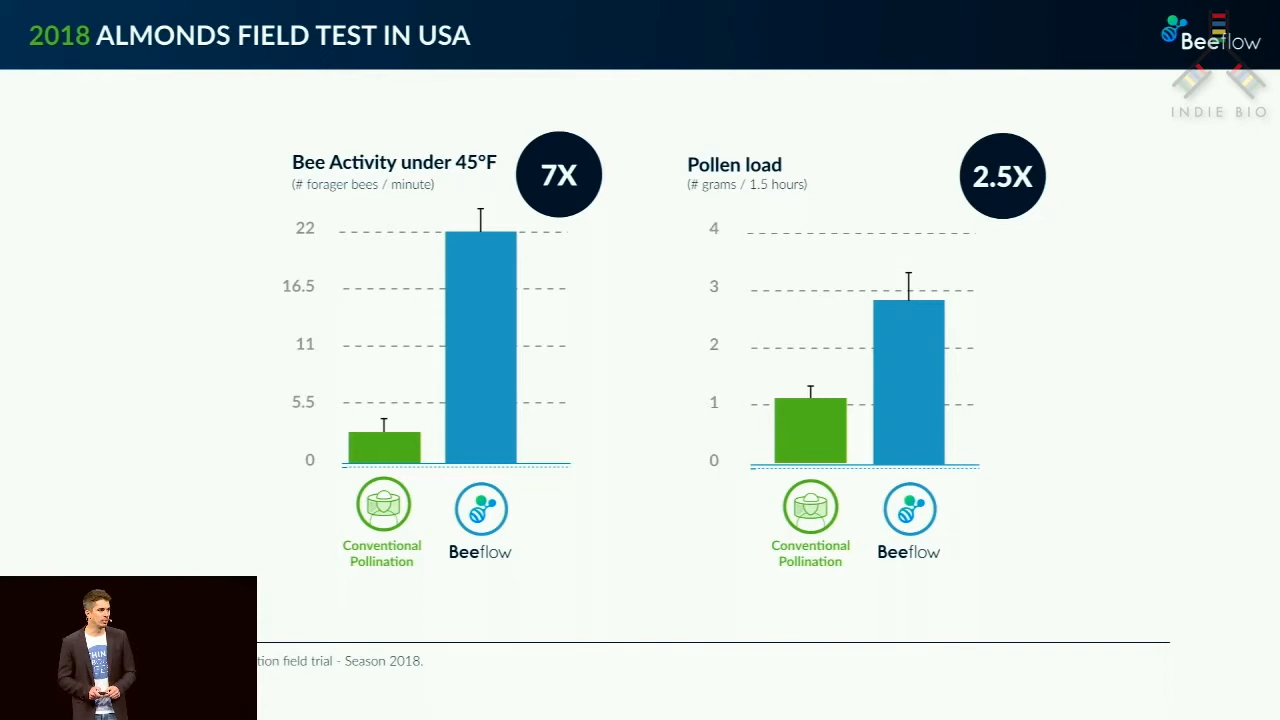 2018 ALMONDS FIELD TEST IN USA
Beeflow
INDIE BIO
Bee Activity under 45°F
(# forager bees / minute)
7X
22
16.5
11
5.5
0
Conventional
Pollination
Beeflow
Pollen load
(# grams / 1.5 hours)
2.5X
4
3
2
1
0
Conventional
Pollination
Beeflow
tion field trial - Season 2018.